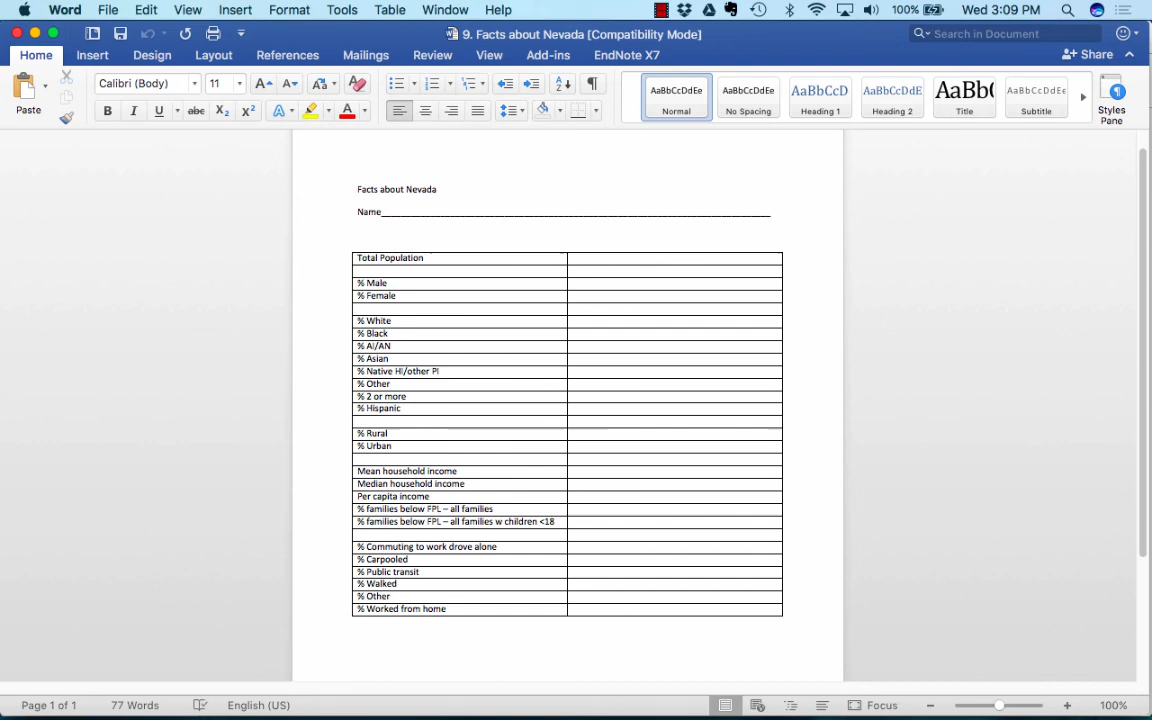 Word File Edit View Insert Format Tools Table Window Help 100% Wed 3:09 PM
9. Facts about Nevada [Compatibility Mode] Search in Document
Home Insert Design Layout References Mailings Review View Add-ins EndNote X7 Share
Calibri (Body) 11 AaBbCcDdEe AaBbCcDdEe AaBbCcD AaBbCcDdE AaBb( AaBbCcDdEe
Paste B I U abc X2 X2 A A Normal No Spacing Heading 1 Heading 2 Title Subtitle Styles Pane
Facts about Nevada
Name
Total Population
% Male
% Female
% White
% Black
% AI/AN
% Asian
% Native HI/other PI
% Other
% 2 or more
% Hispanic
% Rural
% Urban
Mean household income
Median household income
Per capita income
% families below FPL – all families
% families below FPL – all families w children <18
% Commuting to work drove alone
% Carpooled
% Public transit
% Walked
% Other
% Worked from home
Page 1 of 1 77 Words English (US) Focus 100%